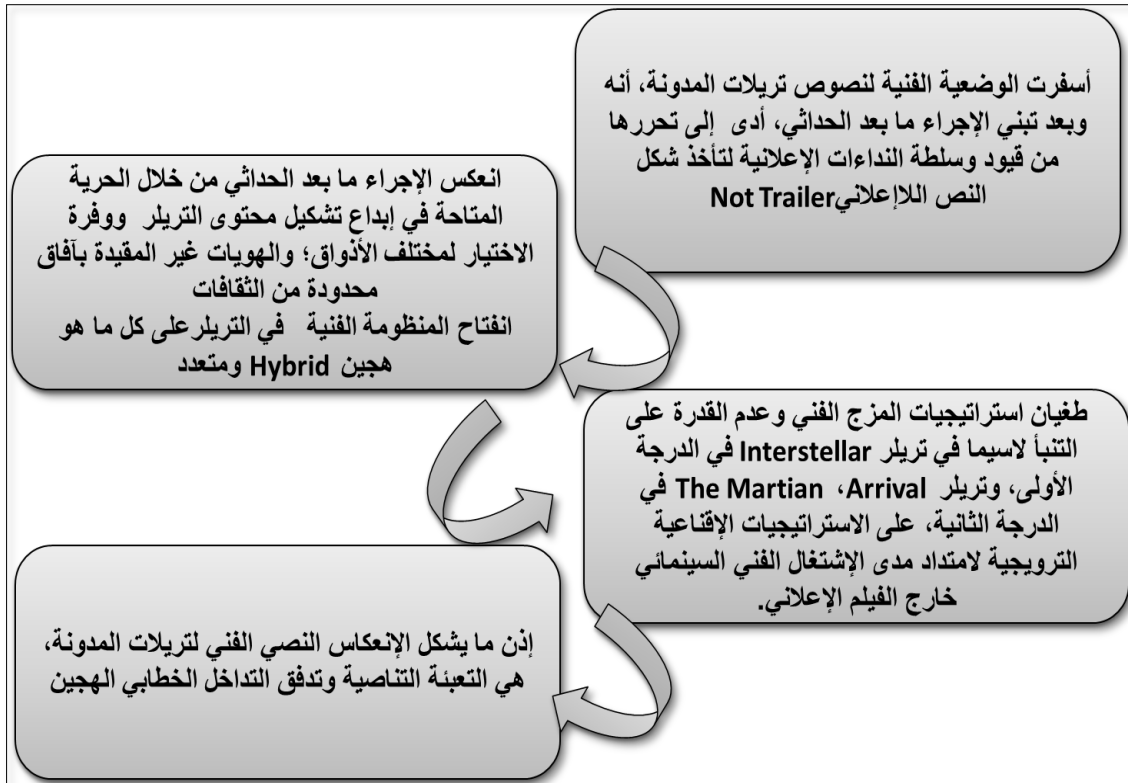 أسفرت الوضعية الفنية لنصوص تريلات المدونة، أنه
وبعد تبني الإجراء ما بعد الحداثي، أدى إلى تحررها
من قيود وسلطة النداءات الإعلانية لتأخذ شكل
النص اللاإعلاني Not Trailer
انعكس الإجراء ما بعد الحداثي من خلال الحرية
المتاحة في إبداع تشكيل محتوى التريلر ووفرة
الاختيار لمختلف الأذواق؛ والهويات غير المقيدة بآفاق
محدودة من الثقافات
انفتاح المنظومة الفنية في التريلرعلى كل ما هو
هجين Hybrid ومتعدد
طغيان استراتيجيات المزج الفني وعدم القدرة على
التنبأ لاسيما في تريلر Interstellar في الدرجة
الأولى، وتريلر The Martian ،Arrival في
الدرجة الثانية، على الاستراتيجيات الإقناعية
الترويجية لامتداد مدى الإشتغال الفني السينمائي
خارج الفيلم الإعلاني.
إذن ما يشكل الإنعكاس النصي الفني لتريلات المدونة،
هي التعبئة التناصية وتدفق التداخل الخطابي الهجين